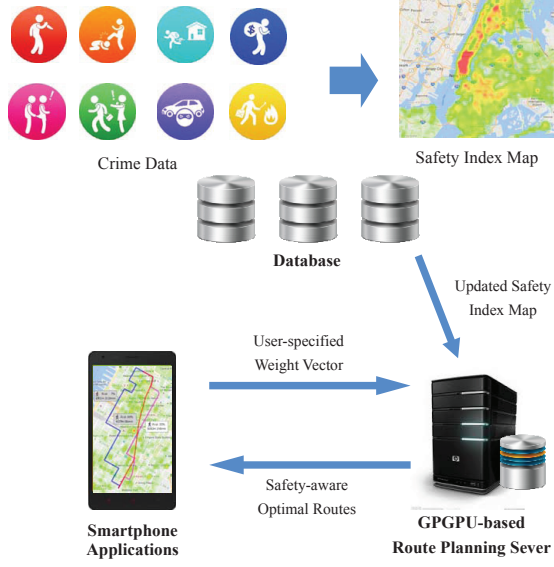 Crime Data
Safety Index Map
Database
Updated Safety
Index Map
User-specified
Weight Vector
Safety-aware
Optimal Routes
Smartphone
Applications
GPGPU-based
Route Planning Sever